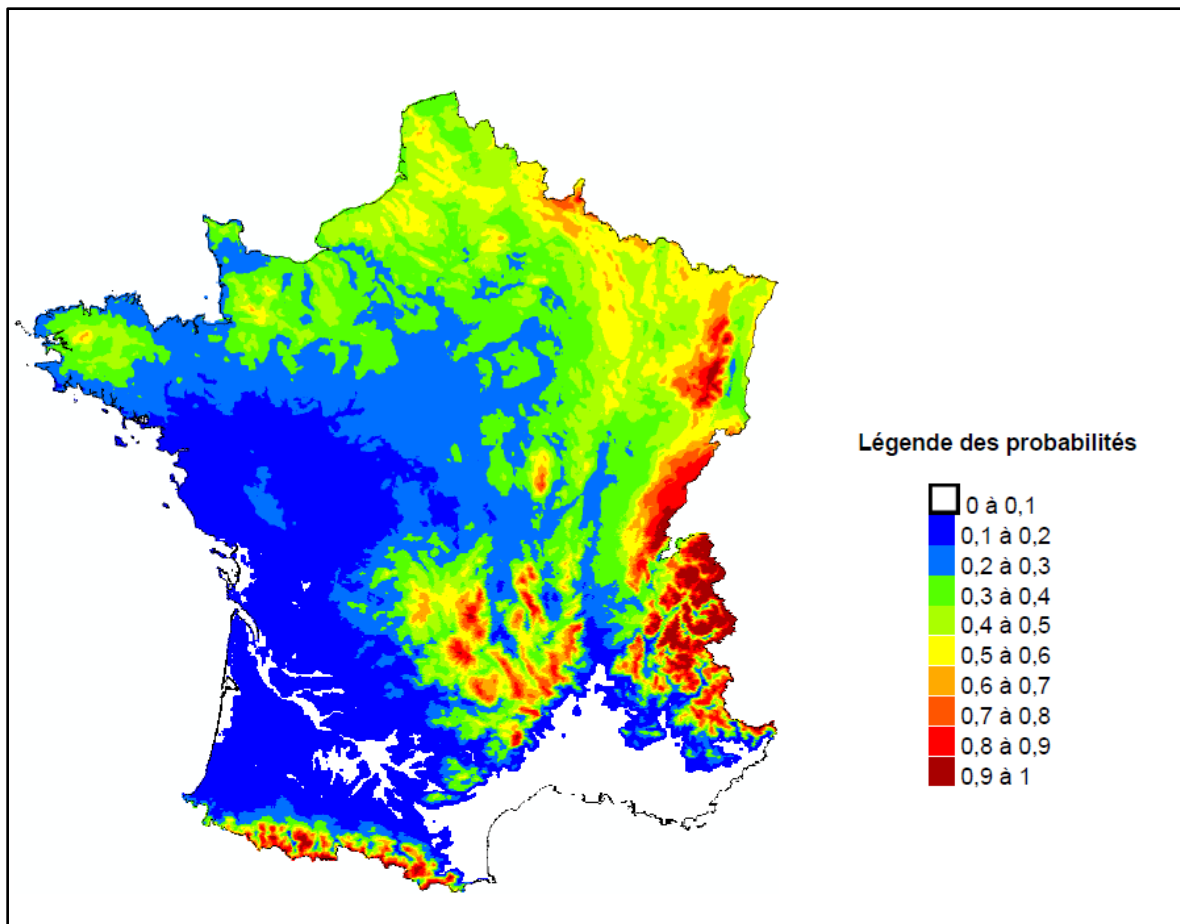 Légende des probabilités
0 à 0,1
0,1 à 0,2
0,2 à 0,3
0,3 à 0,4
0,4 à 0,5
0,5 à 0,6
0,6 à 0,7
0,7 à 0,8
0,8 à 0,9
0,9 à 1